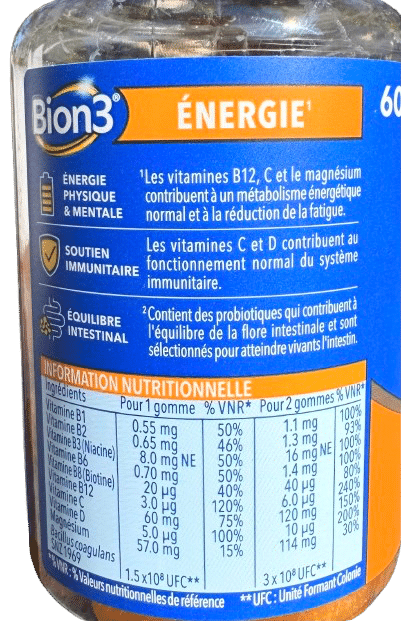 Bion3®
ÉNERGIE¹
60
ÉNERGIE
PHYSIQUE
& MENTALE
¹Les vitamines B12, C et le magnésium
contribuent à un métabolisme énergétique
normal et à la réduction de la fatigue.
SOUTIEN
IMMUNITAIRE
Les vitamines C et D contribuent au
fonctionnement normal du système
immunitaire.
ÉQUILIBRE
INTESTINAL
²Contient des probiotiques qui contribuent à
l'équilibre de la flore intestinale et sont
sélectionnés pour atteindre vivants l'intestin.
INFORMATION NUTRITIONNELLE
Ingrédients Pour 1 gomme % VNR* Pour 2 gommes % VNR*
Vitamine B1 0.55 mg 50% 1.1 mg 100%
Vitamine B2 0.65 mg 46% 1.3 mg 93%
Vitamine B3 (Niacine) 8.0 mg NE 50% 16 mg NE 100%
Vitamine B6 0.70 mg 50% 1.4 mg 100%
Vitamine B8 (Biotine) 20 µg 40% 40 µg 80%
Vitamine B12 3.0 µg 120% 6.0 µg 240%
Vitamine C 60 mg 75% 120 mg 150%
Vitamine D 5.0 µg 100% 10 µg 200%
Magnésium 57.0 mg 15% 114 mg 30%
Bacillus coagulans
SNZ 1969 1.5 x10⁸ UFC** 3 x 10⁸ UFC**
*%VNR : % Valeurs nutritionnelles de référence **UFC : Unité Formant Colonie